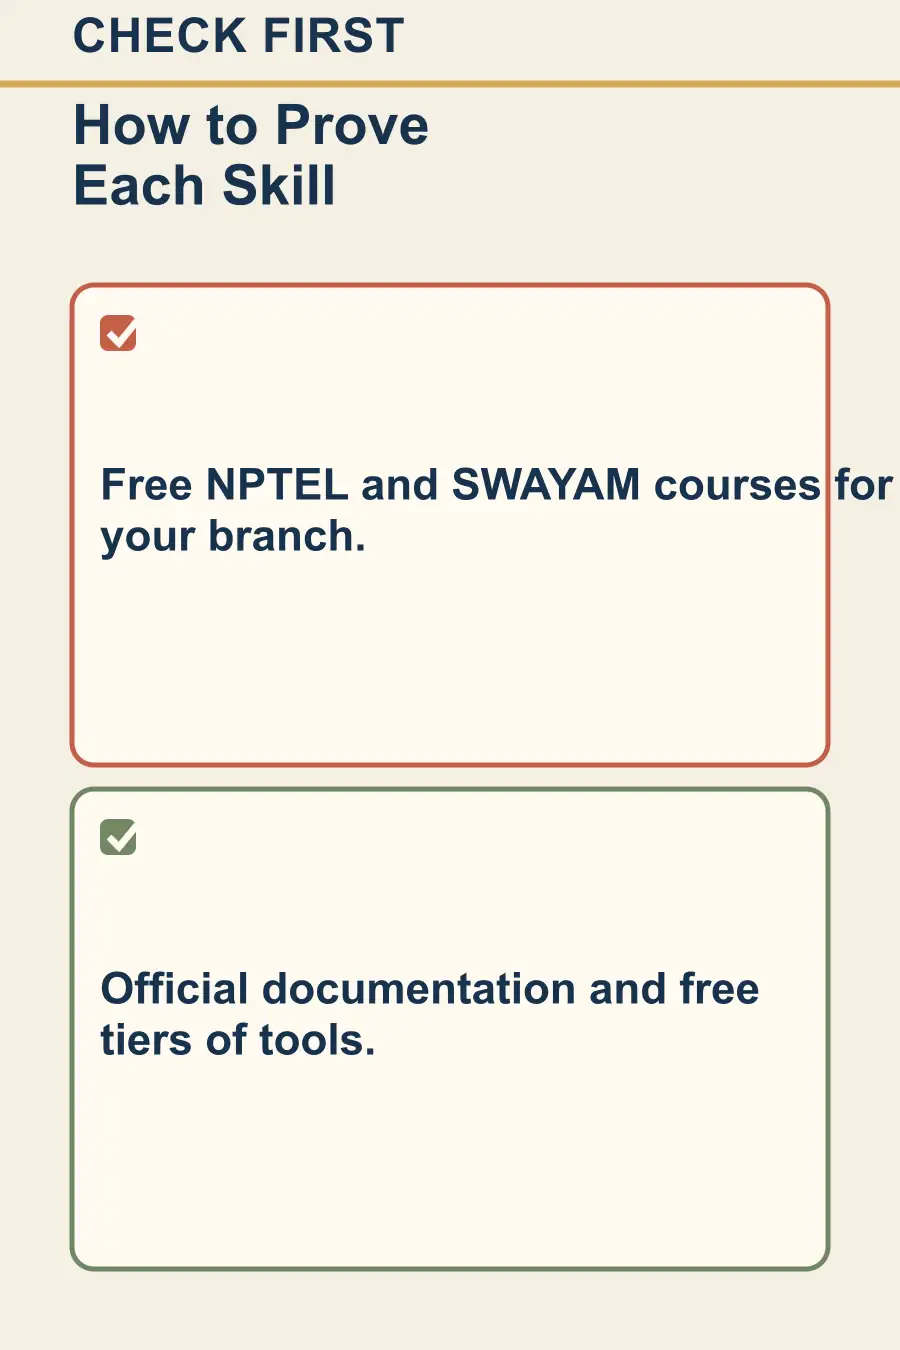 CHECK FIRST
How to Prove
Each Skill
Free NPTEL and SWAYAM courses for
your branch.
Official documentation and free
tiers of tools.